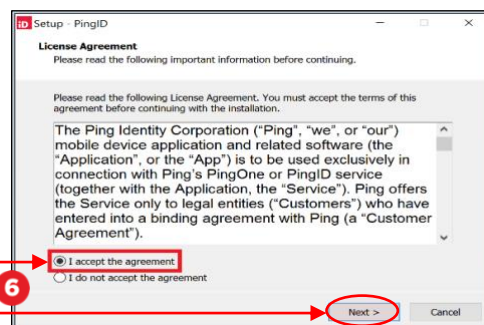 iD Setup - PingID
License Agreement
Please read the following important information before continuing.
Please read the following License Agreement. You must accept the terms of this
agreement before continuing with the installation.
The Ping Identity Corporation (“Ping”, “we”, or “our”)
mobile device application and related software (the
“Application”, or the “App”) is to be used exclusively in
connection with Ping’s PingOne or PingID service
(together with the Application, the “Service”). Ping offers
the Service only to legal entities (“Customers”) who have
entered into a binding agreement with Ping (a “Customer
Agreement”).
I accept the agreement
I do not accept the agreement
6
Next > Cancel